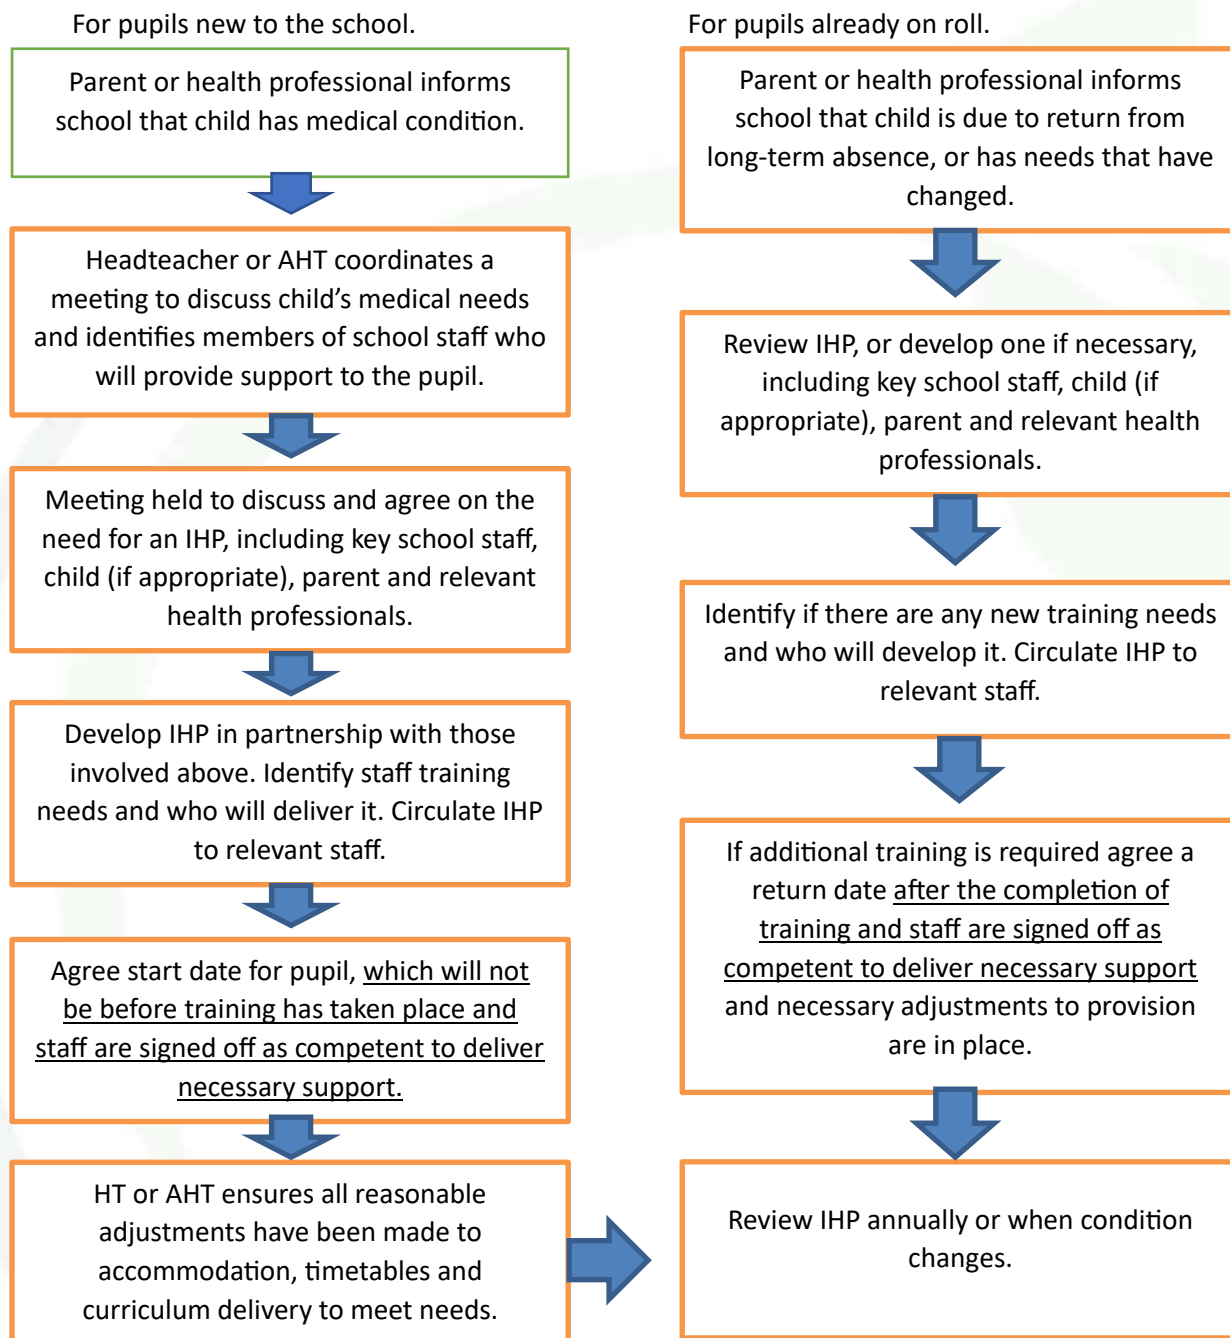 For pupils new to the school.
Parent or health professional informs
school that child has medical condition.
Headteacher or AHT coordinates a
meeting to discuss child’s medical needs
and identifies members of school staff who
will provide support to the pupil.
Meeting held to discuss and agree on the
need for an IHP, including key school staff,
child (if appropriate), parent and relevant
health professionals.
Develop IHP in partnership with those
involved above. Identify staff training
needs and who will deliver it. Circulate IHP
to relevant staff.
Agree start date for pupil, which will not
be before training has taken place and
staff are signed off as competent to deliver
necessary support.
HT or AHT ensures all reasonable
adjustments have been made to
accommodation, timetables and
curriculum delivery to meet needs.
For pupils already on roll.
Parent or health professional informs
school that child is due to return from
long-term absence, or has needs that have
changed.
Review IHP, or develop one if necessary,
including key school staff, child (if
appropriate), parent and relevant health
professionals.
Identify if there are any new training needs
and who will develop it. Circulate IHP to
relevant staff.
If additional training is required agree a
return date after the completion of
training and staff are signed off as
competent to deliver necessary support
and necessary adjustments to provision
are in place.
Review IHP annually or when condition
changes.